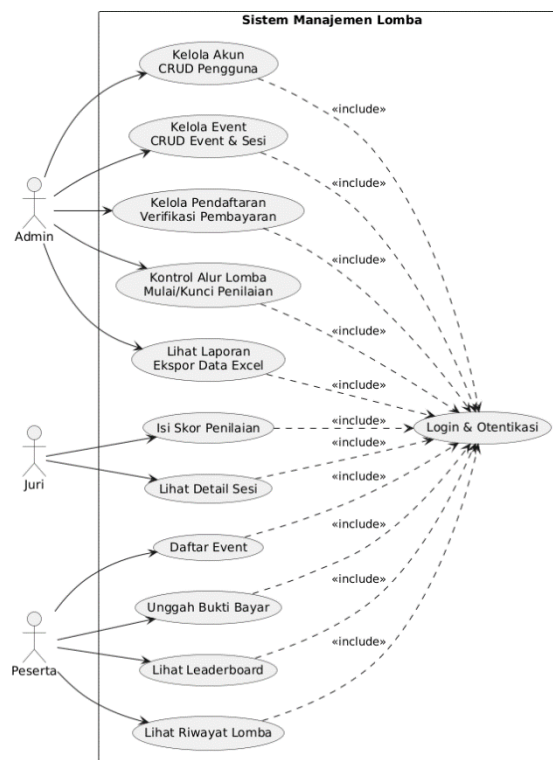 Sistem Manajemen Lomba
Kelola Akun
CRUD Pengguna
«include»
Kelola Event
CRUD Event & Sesi
«include»
Admin
Kelola Pendaftaran
Verifikasi Pembayaran
«include»
Kontrol Alur Lomba
Mulai/Kunci Penilaian
«include»
Lihat Laporan
Ekspor Data Excel
«include»
Juri
Isi Skor Penilaian
«include»
Login & Otentikasi
Lihat Detail Sesi
«include»
Daftar Event
«include»
Peserta
Unggah Bukti Bayar
«include»
Lihat Leaderboard
«include»
Lihat Riwayat Lomba
«include»